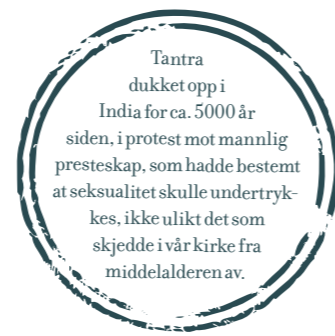 Tantra
dukket opp i
India for ca. 5000 år
siden, i protest mot mannlig
presteskap, som hadde bestemt
at seksualitet skulle undertryk-
kes, ikke ulikt det som
skjedde i vår kirke fra
middelalderen av.